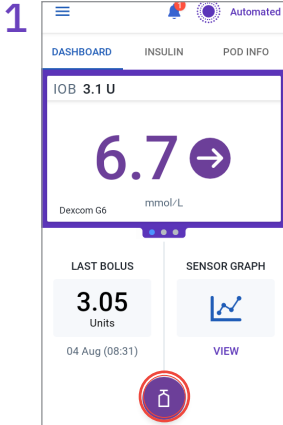 1
1
Automated
DASHBOARD INSULIN POD INFO
IOB 3.1 U
6.7
mmol/L
Dexcom G6
LAST BOLUS SENSOR GRAPH
3.05
Units
04 Aug (08:31) VIEW